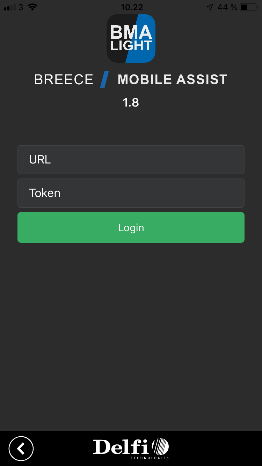 3 10.22 44 %
BMA
LIGHT
BREECE / MOBILE ASSIST
1.8
URL
Token
Login
Delfi